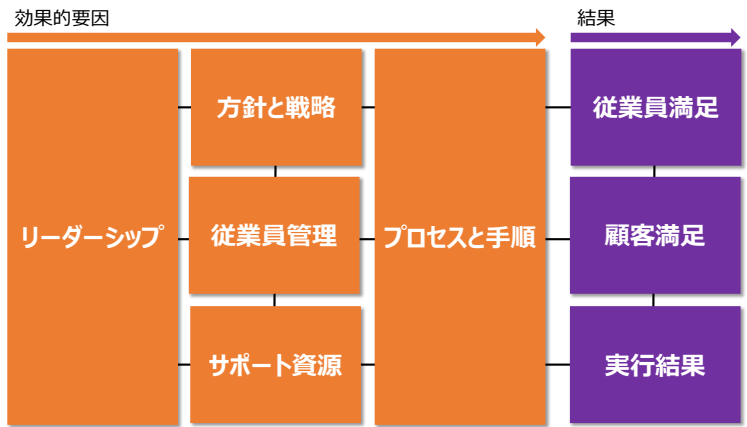 効果的要因
結果
リーダーシップ
方針と戦略
従業員管理
サポート資源
プロセスと手順
従業員満足
顧客満足
実行結果